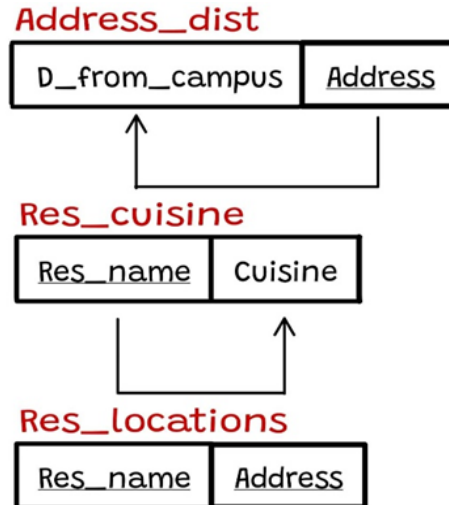 Address_dist
D_from_campus Address
Res_cuisine
Res_name Cuisine
Res_locations
Res_name Address